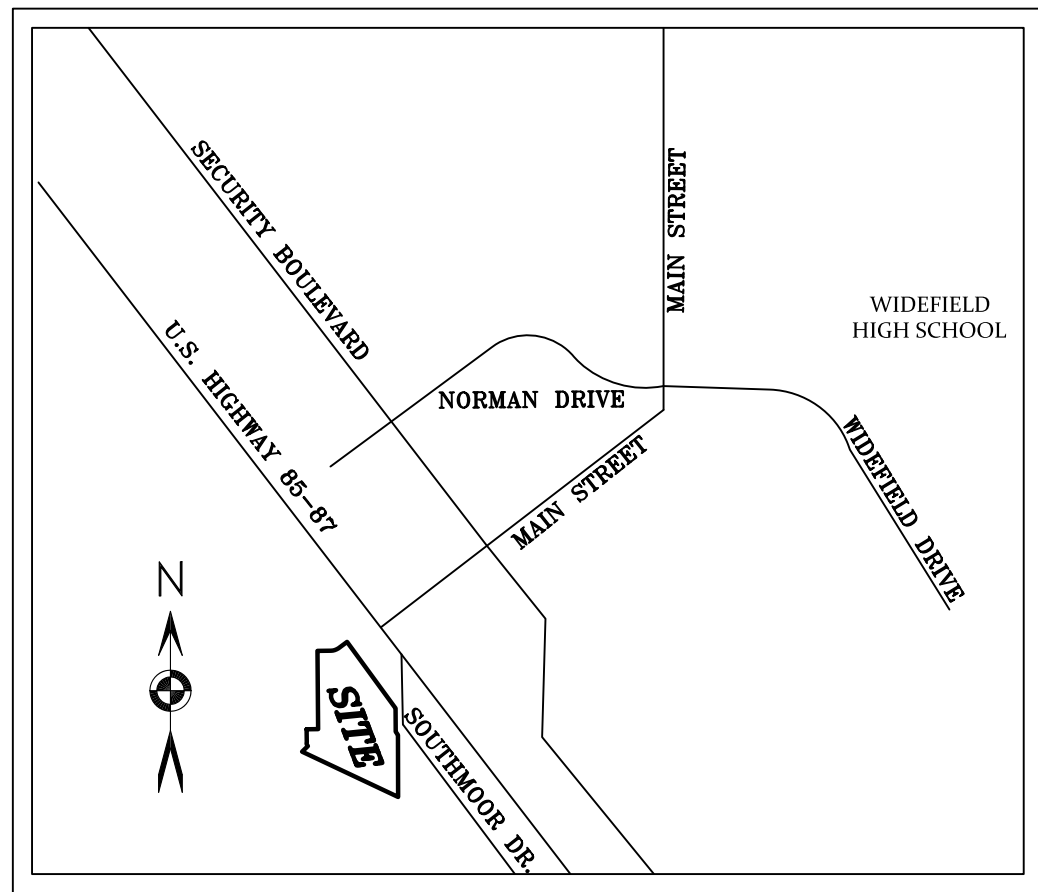 SECURITY BOULEVARD
MAIN STREET
WIDEFIELD
HIGH SCHOOL
U.S. HIGHWAY 85-87
NORMAN DRIVE
MAIN STREET
WIDEFIELD DRIVE
N
SITE
SOUTHMOOR DR.